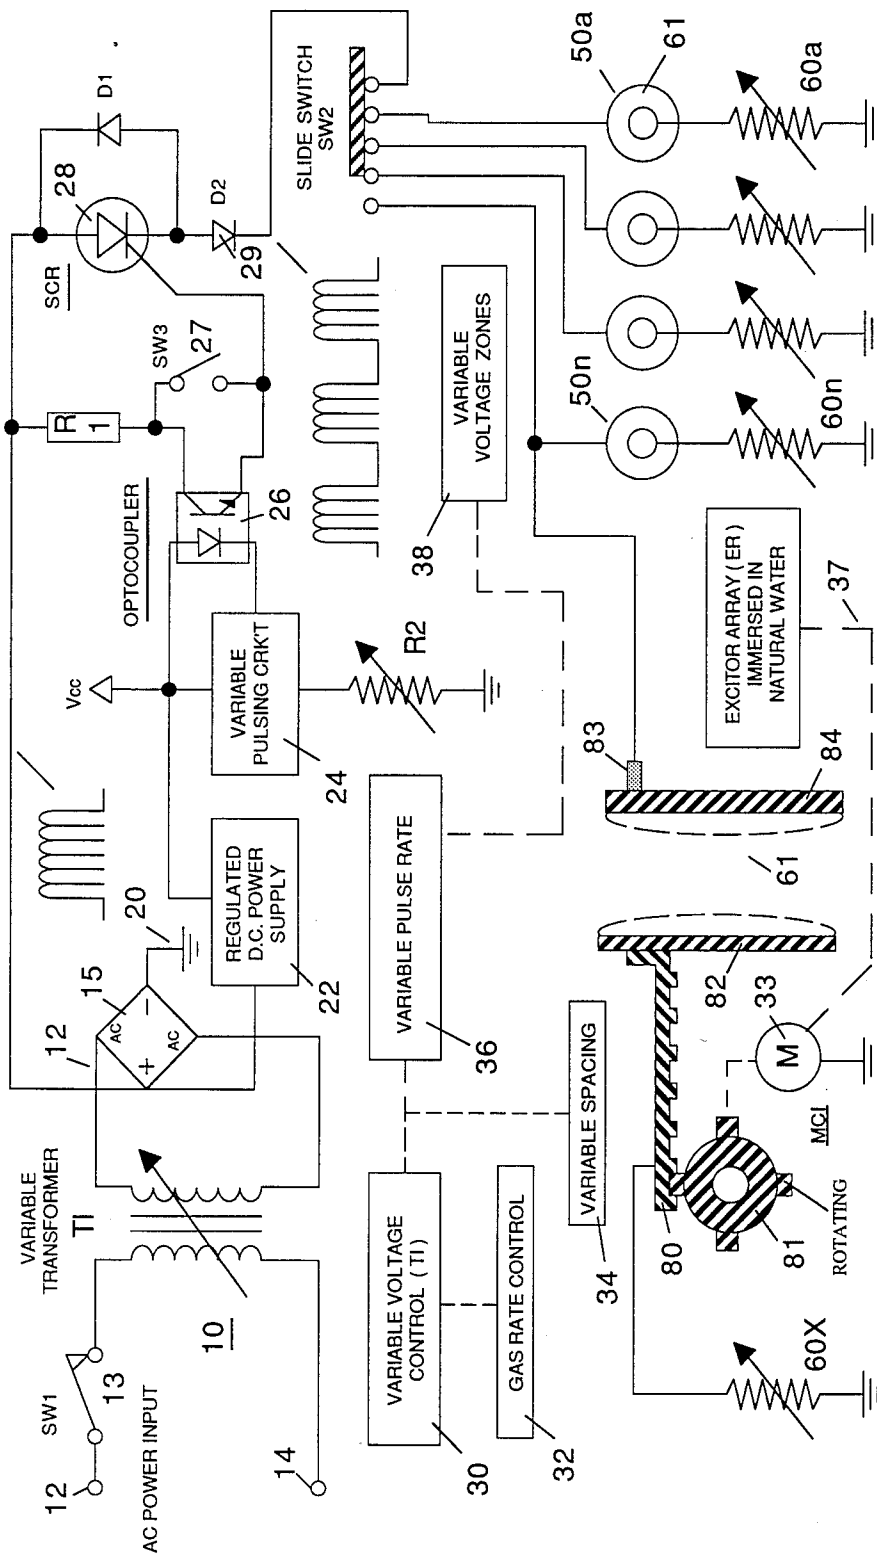 SW1
12
13
AC POWER INPUT
14
VARIABLE
TRANSFORMER
TI
10
12
15
AC
AC
+
−
20
REGULATED
D.C. POWER
SUPPLY
22
Vcc
VARIABLE
PULSING CRK'T
24
R2
OPTOCOUPLER
26
R
1
SW3
27
SCR
28
D1
D2
29
SLIDE SWITCH
SW2
VARIABLE VOLTAGE
CONTROL ( TI )
30
GAS RATE CONTROL
32
VARIABLE SPACING
34
VARIABLE PULSE RATE
36
VARIABLE
VOLTAGE ZONES
38
50a
61
60a
50n
60n
60X
80
81
ROTATING
MCI
M
33
82
61
83
84
EXCITOR ARRAY ( ER )
IMMERSED IN
NATURAL WATER
37